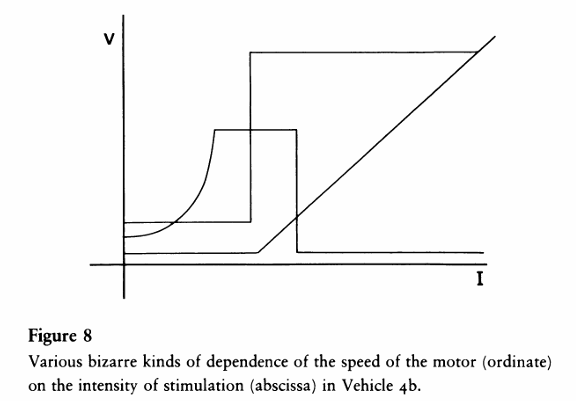 V
I
Figure 8
Various bizarre kinds of dependence of the speed of the motor (ordinate)
on the intensity of stimulation (abscissa) in Vehicle 4b.